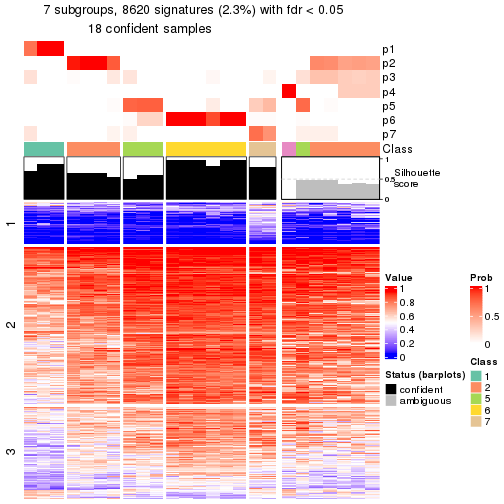 7 subgroups, 8620 signatures (2.3%) with fdr < 0.05
18 confident samples
p1
p2
p3
p4
p5
p6
p7
Class
1
0.5
0
Silhouette
score
1
2
3
Value
1
0.8
0.6
0.4
0.2
0
Prob
1
0.5
0
Status (barplots)
confident
ambiguous
Class
1
2
5
6
7